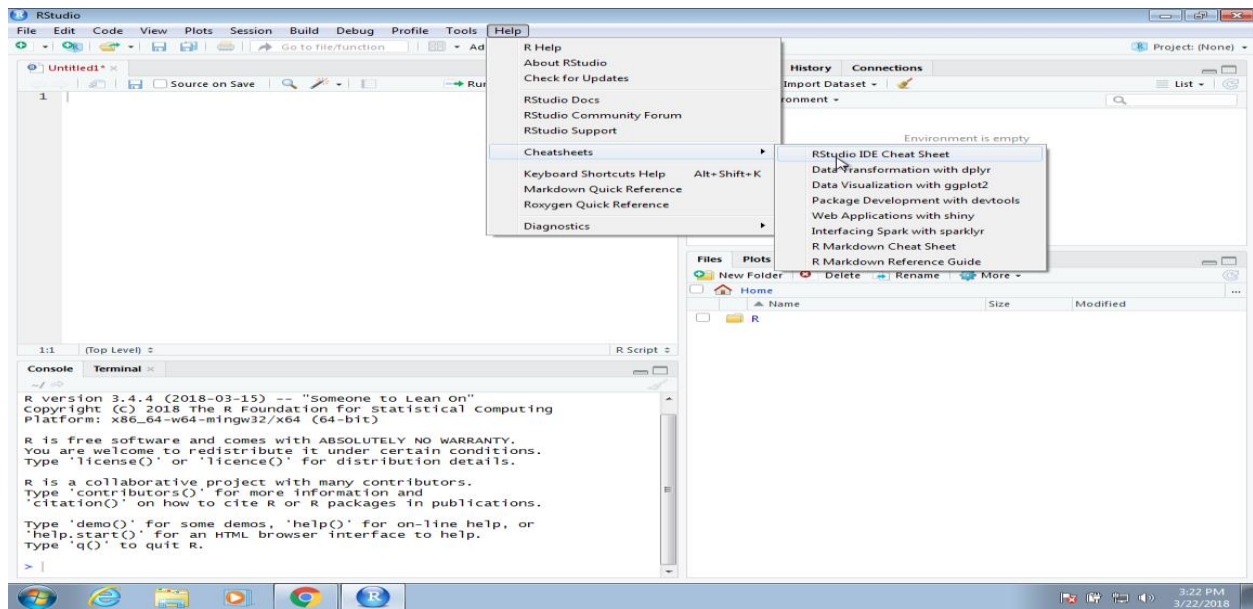 RStudio
File Edit Code View Plots Session Build Debug Profile Tools Help
Go to file/function Ad
Project: (None)
Untitled1*
Source on Save Run
1
1:1 (Top Level) R Script
R Help
About RStudio
Check for Updates
RStudio Docs
RStudio Community Forum
RStudio Support
Cheatsheets
Keyboard Shortcuts Help Alt+Shift+K
Markdown Quick Reference
Roxygen Quick Reference
Diagnostics
RStudio IDE Cheat Sheet
Data Transformation with dplyr
Data Visualization with ggplot2
Package Development with devtools
Web Applications with shiny
Interfacing Spark with sparklyr
R Markdown Cheat Sheet
R Markdown Reference Guide
History Connections
Import Dataset List
Environment is empty
Files Plots
New Folder Delete Rename More
Home ...
Name Size Modified
R
Console Terminal
~/
R version 3.4.4 (2018-03-15) -- "Someone to Lean On"
Copyright (C) 2018 The R Foundation for Statistical Computing
Platform: x86_64-w64-mingw32/x64 (64-bit)
R is free software and comes with ABSOLUTELY NO WARRANTY.
You are welcome to redistribute it under certain conditions.
Type 'license()' or 'licence()' for distribution details.
R is a collaborative project with many contributors.
Type 'contributors()' for more information and
'citation()' on how to cite R or R packages in publications.
Type 'demo()' for some demos, 'help()' for on-line help, or
'help.start()' for an HTML browser interface to help.
Type 'q()' to quit R.
>
3:22 PM
3/22/2018